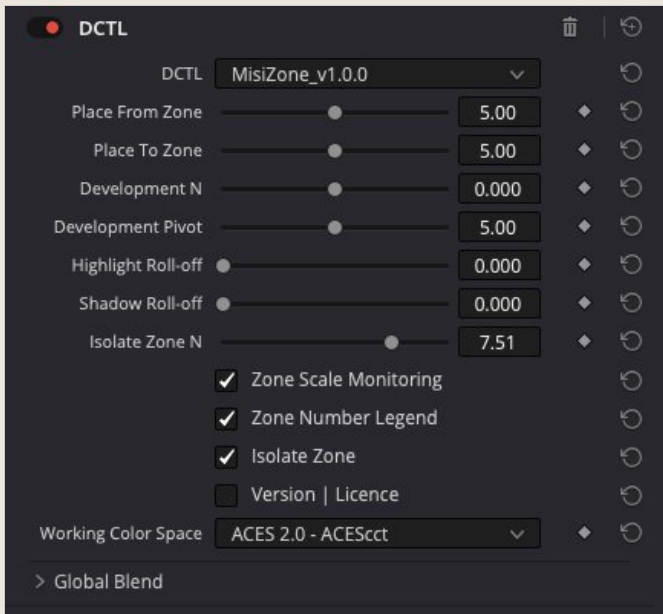 DCTL
DCTL MisiZone_v1.0.0
Place From Zone 5.00
Place To Zone 5.00
Development N 0.000
Development Pivot 5.00
Highlight Roll-off 0.000
Shadow Roll-off 0.000
Isolate Zone N 7.51
Zone Scale Monitoring
Zone Number Legend
Isolate Zone
Version | Licence
Working Color Space ACES 2.0 - ACEScct
Global Blend